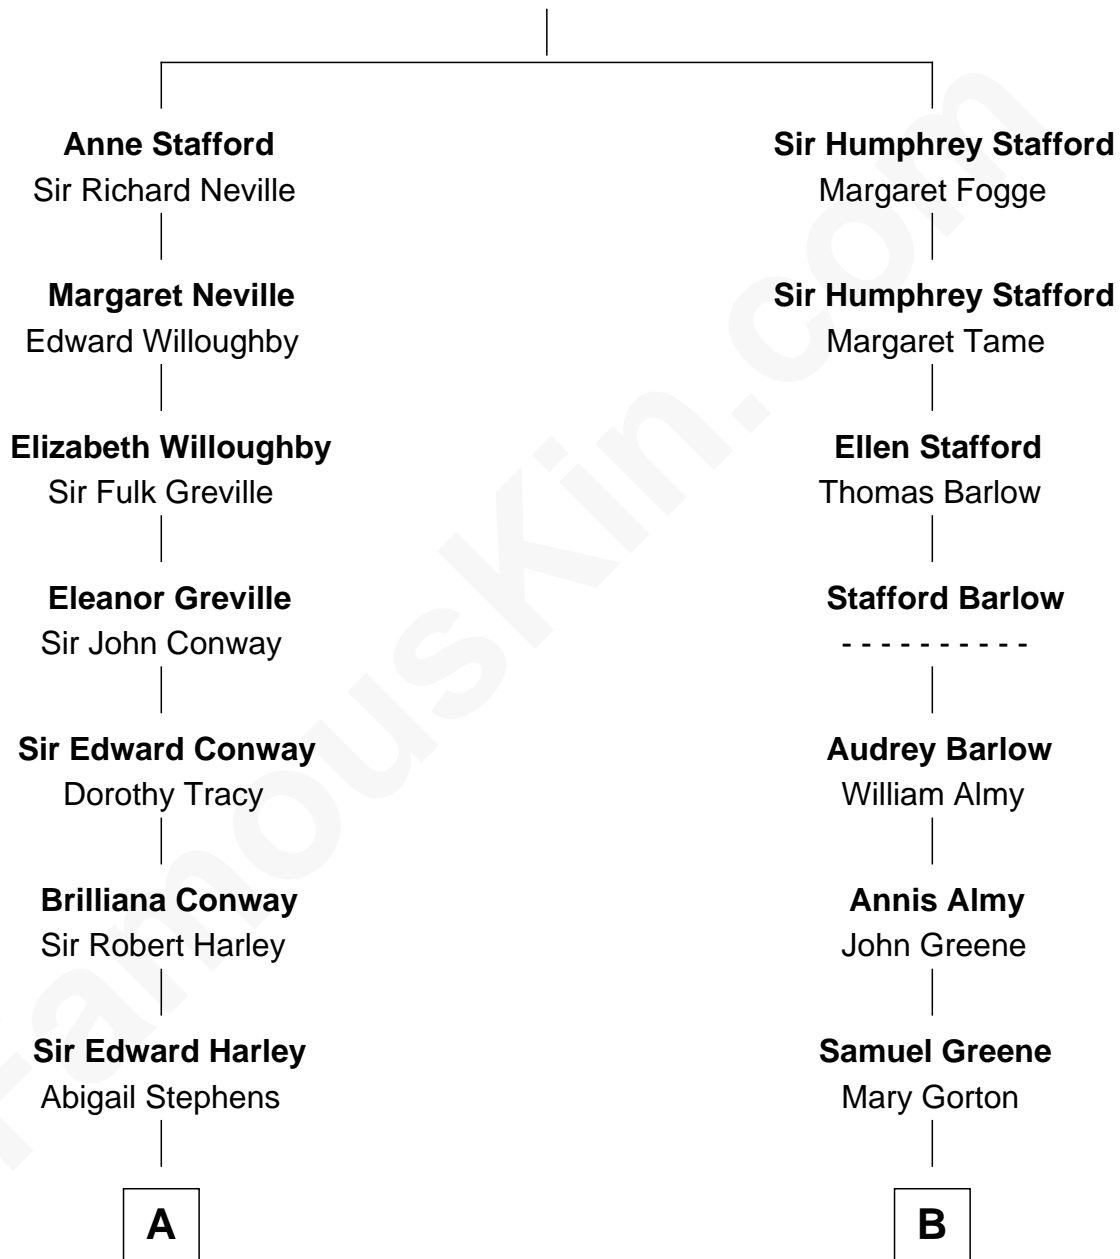 Anne Stafford
Sir Richard Neville
Margaret Neville
Edward Willoughby
Elizabeth Willoughby
Sir Fulk Greville
Eleanor Greville
Sir John Conway
Sir Edward Conway
Dorothy Tracy
Brilliana Conway
Sir Robert Harley
Sir Edward Harley
Abigail Stephens
A
Sir Humphrey Stafford
Margaret Fogge
Sir Humphrey Stafford
Margaret Tame
Ellen Stafford
Thomas Barlow
Stafford Barlow
- - - - - - - - - -
Audrey Barlow
William Almy
Annis Almy
John Greene
Samuel Greene
Mary Gorton
B
FamousKin.com